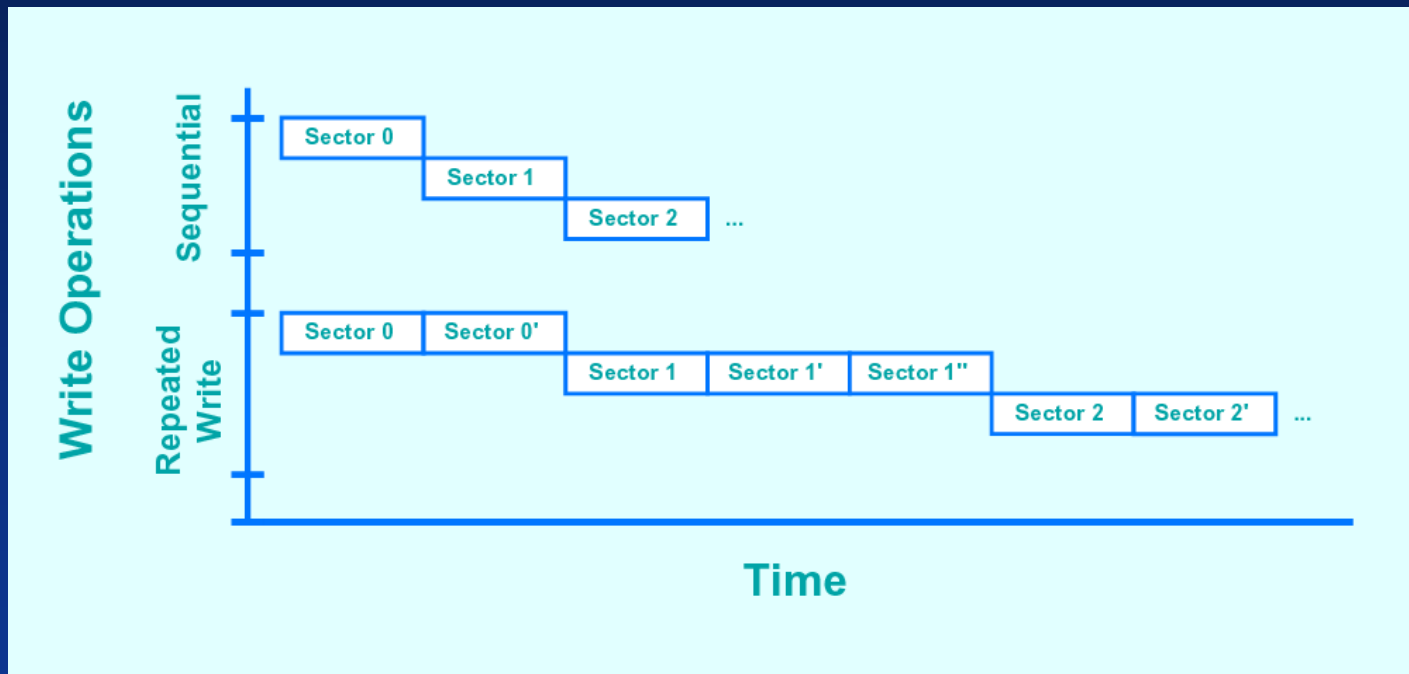 Write Operations
Sequential
Sector 0
Sector 1
Sector 2 ...
Repeated
Write
Sector 0 Sector 0'
Sector 1 Sector 1' Sector 1"
Sector 2 Sector 2' ...
Time